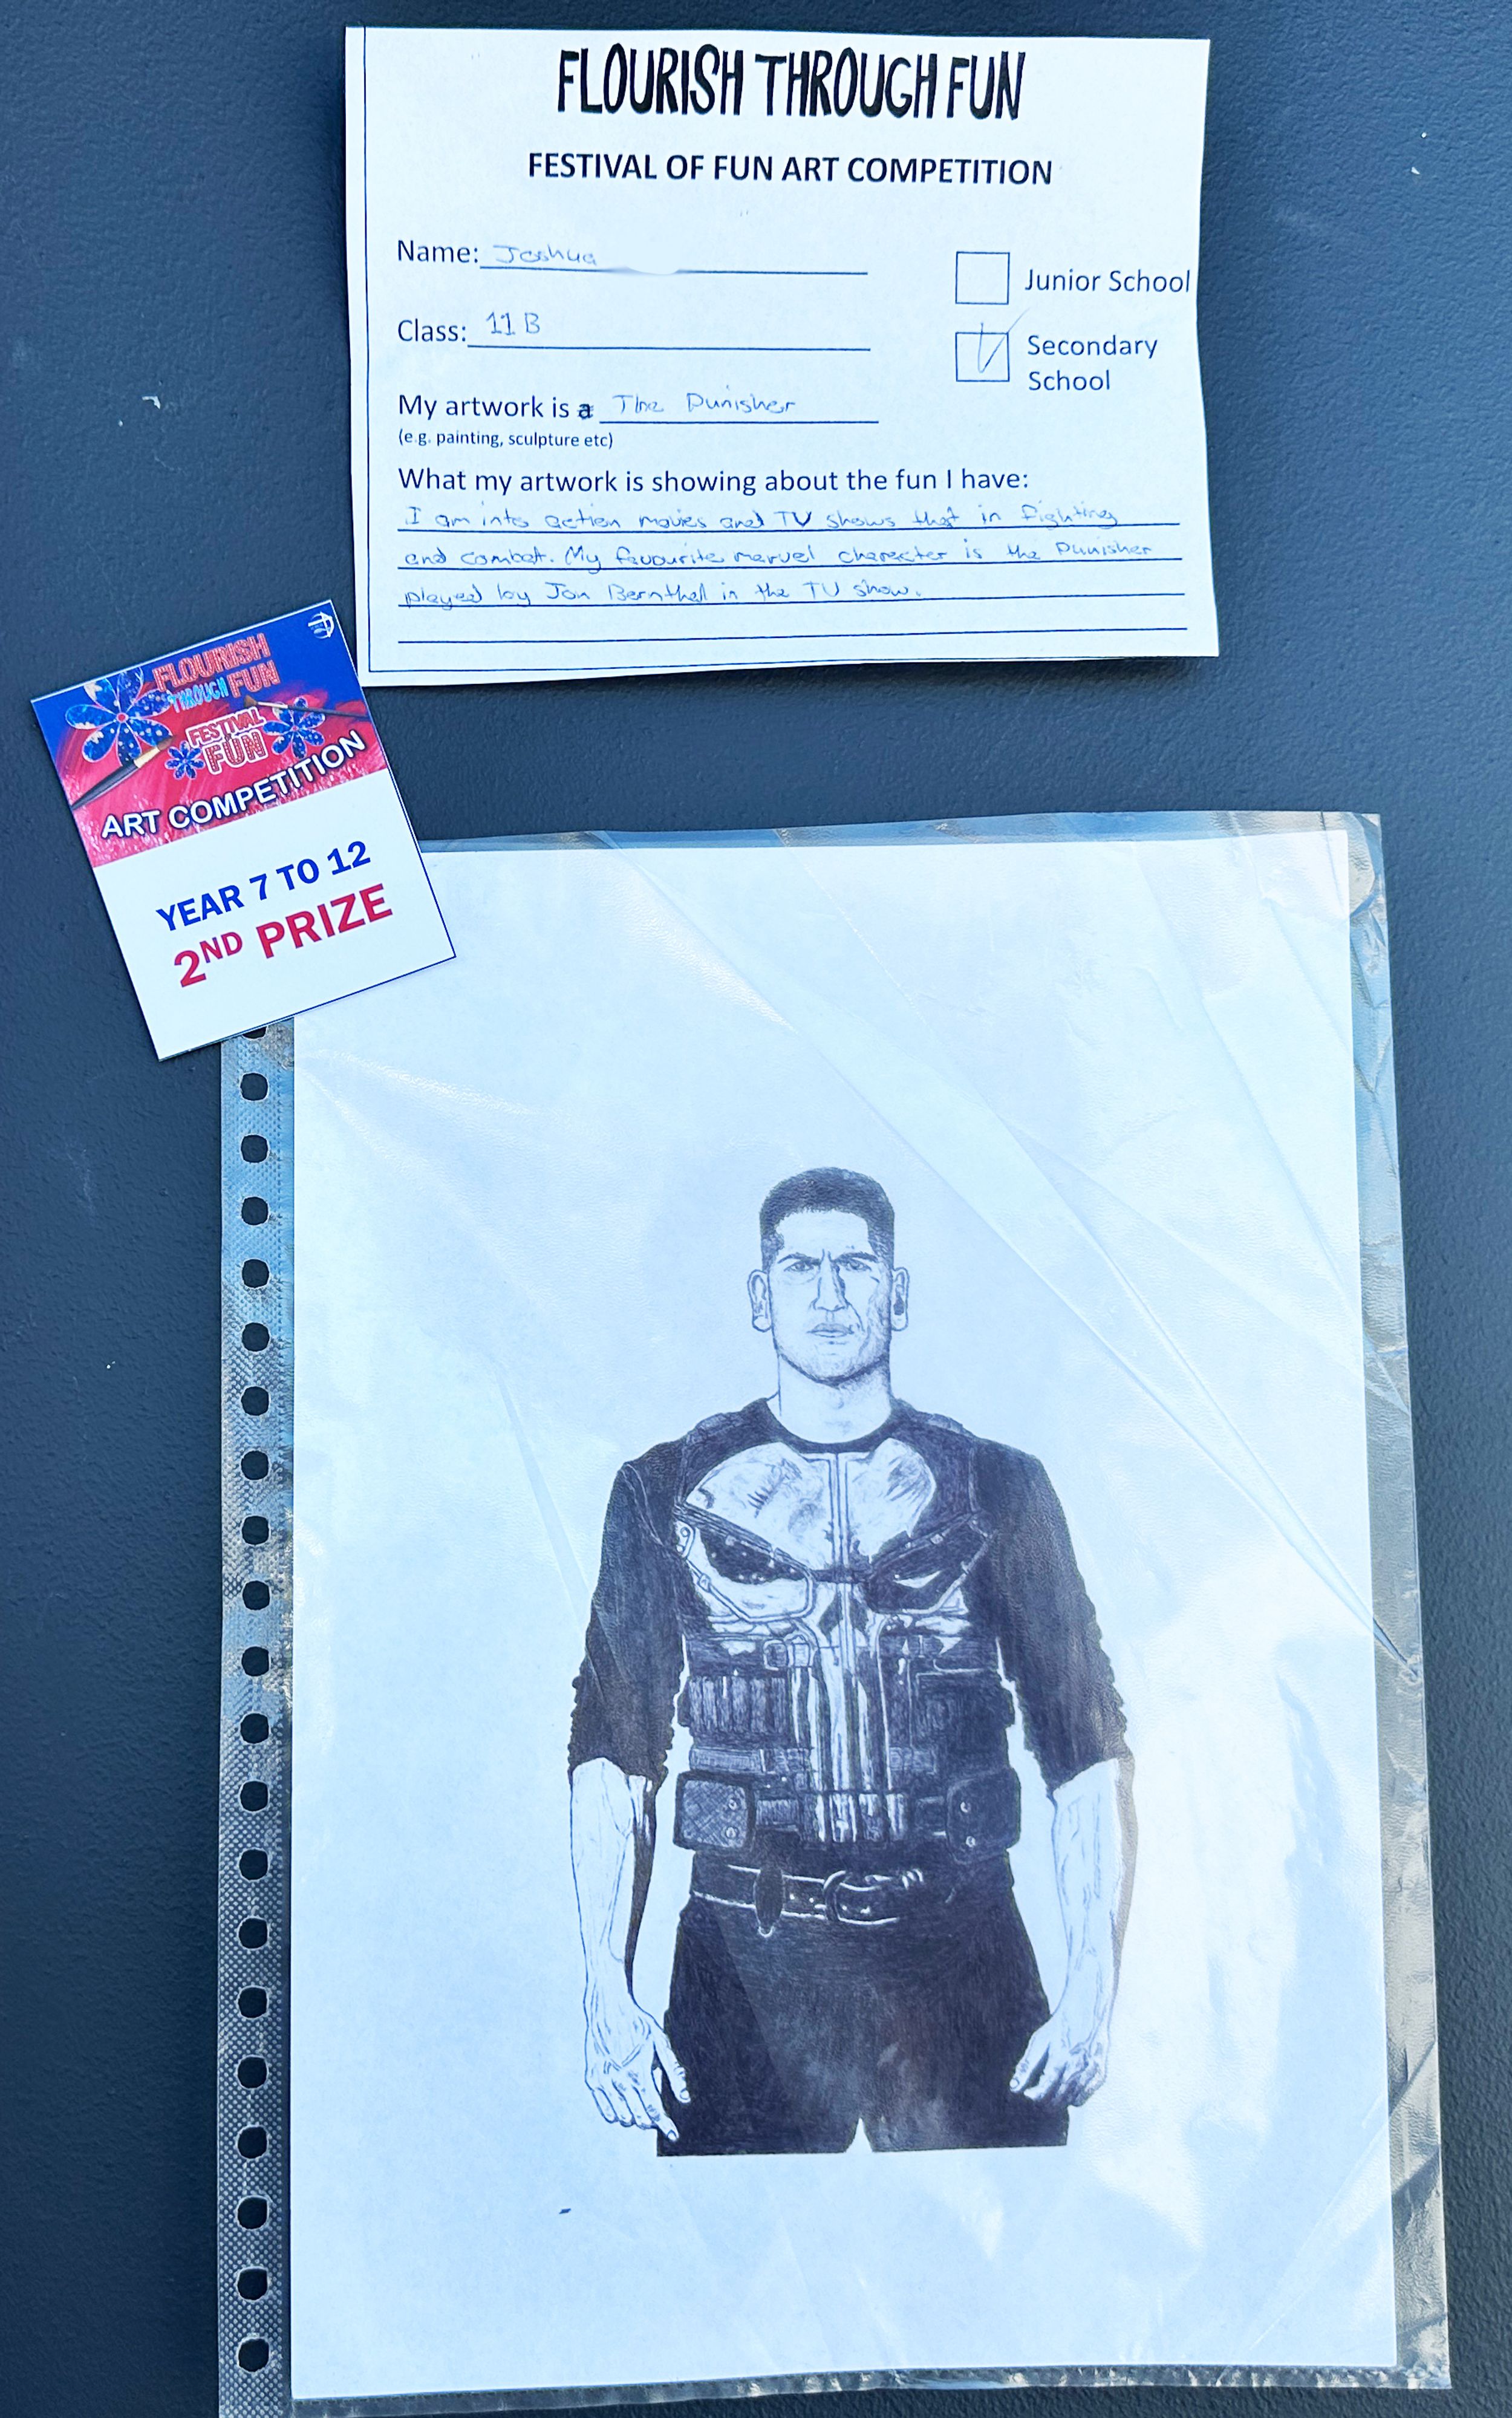 FLOURISH THROUGH FUN
FESTIVAL OF FUN ART COMPETITION
Name: Joshua
Junior School
Class: 11B
Secondary
School
My artwork is a The Punisher
(e.g. painting, sculpture etc)
What my artwork is showing about the fun I have:
I am into action movies and TV shows that in fighting
and combat. My favourite marvel character is the Punisher
played by Jon Bernthal in the TV show.
FLOURISH
THROUGH FUN
FESTIVAL
FUN
ART COMPETITION
YEAR 7 TO 12
2ND PRIZE